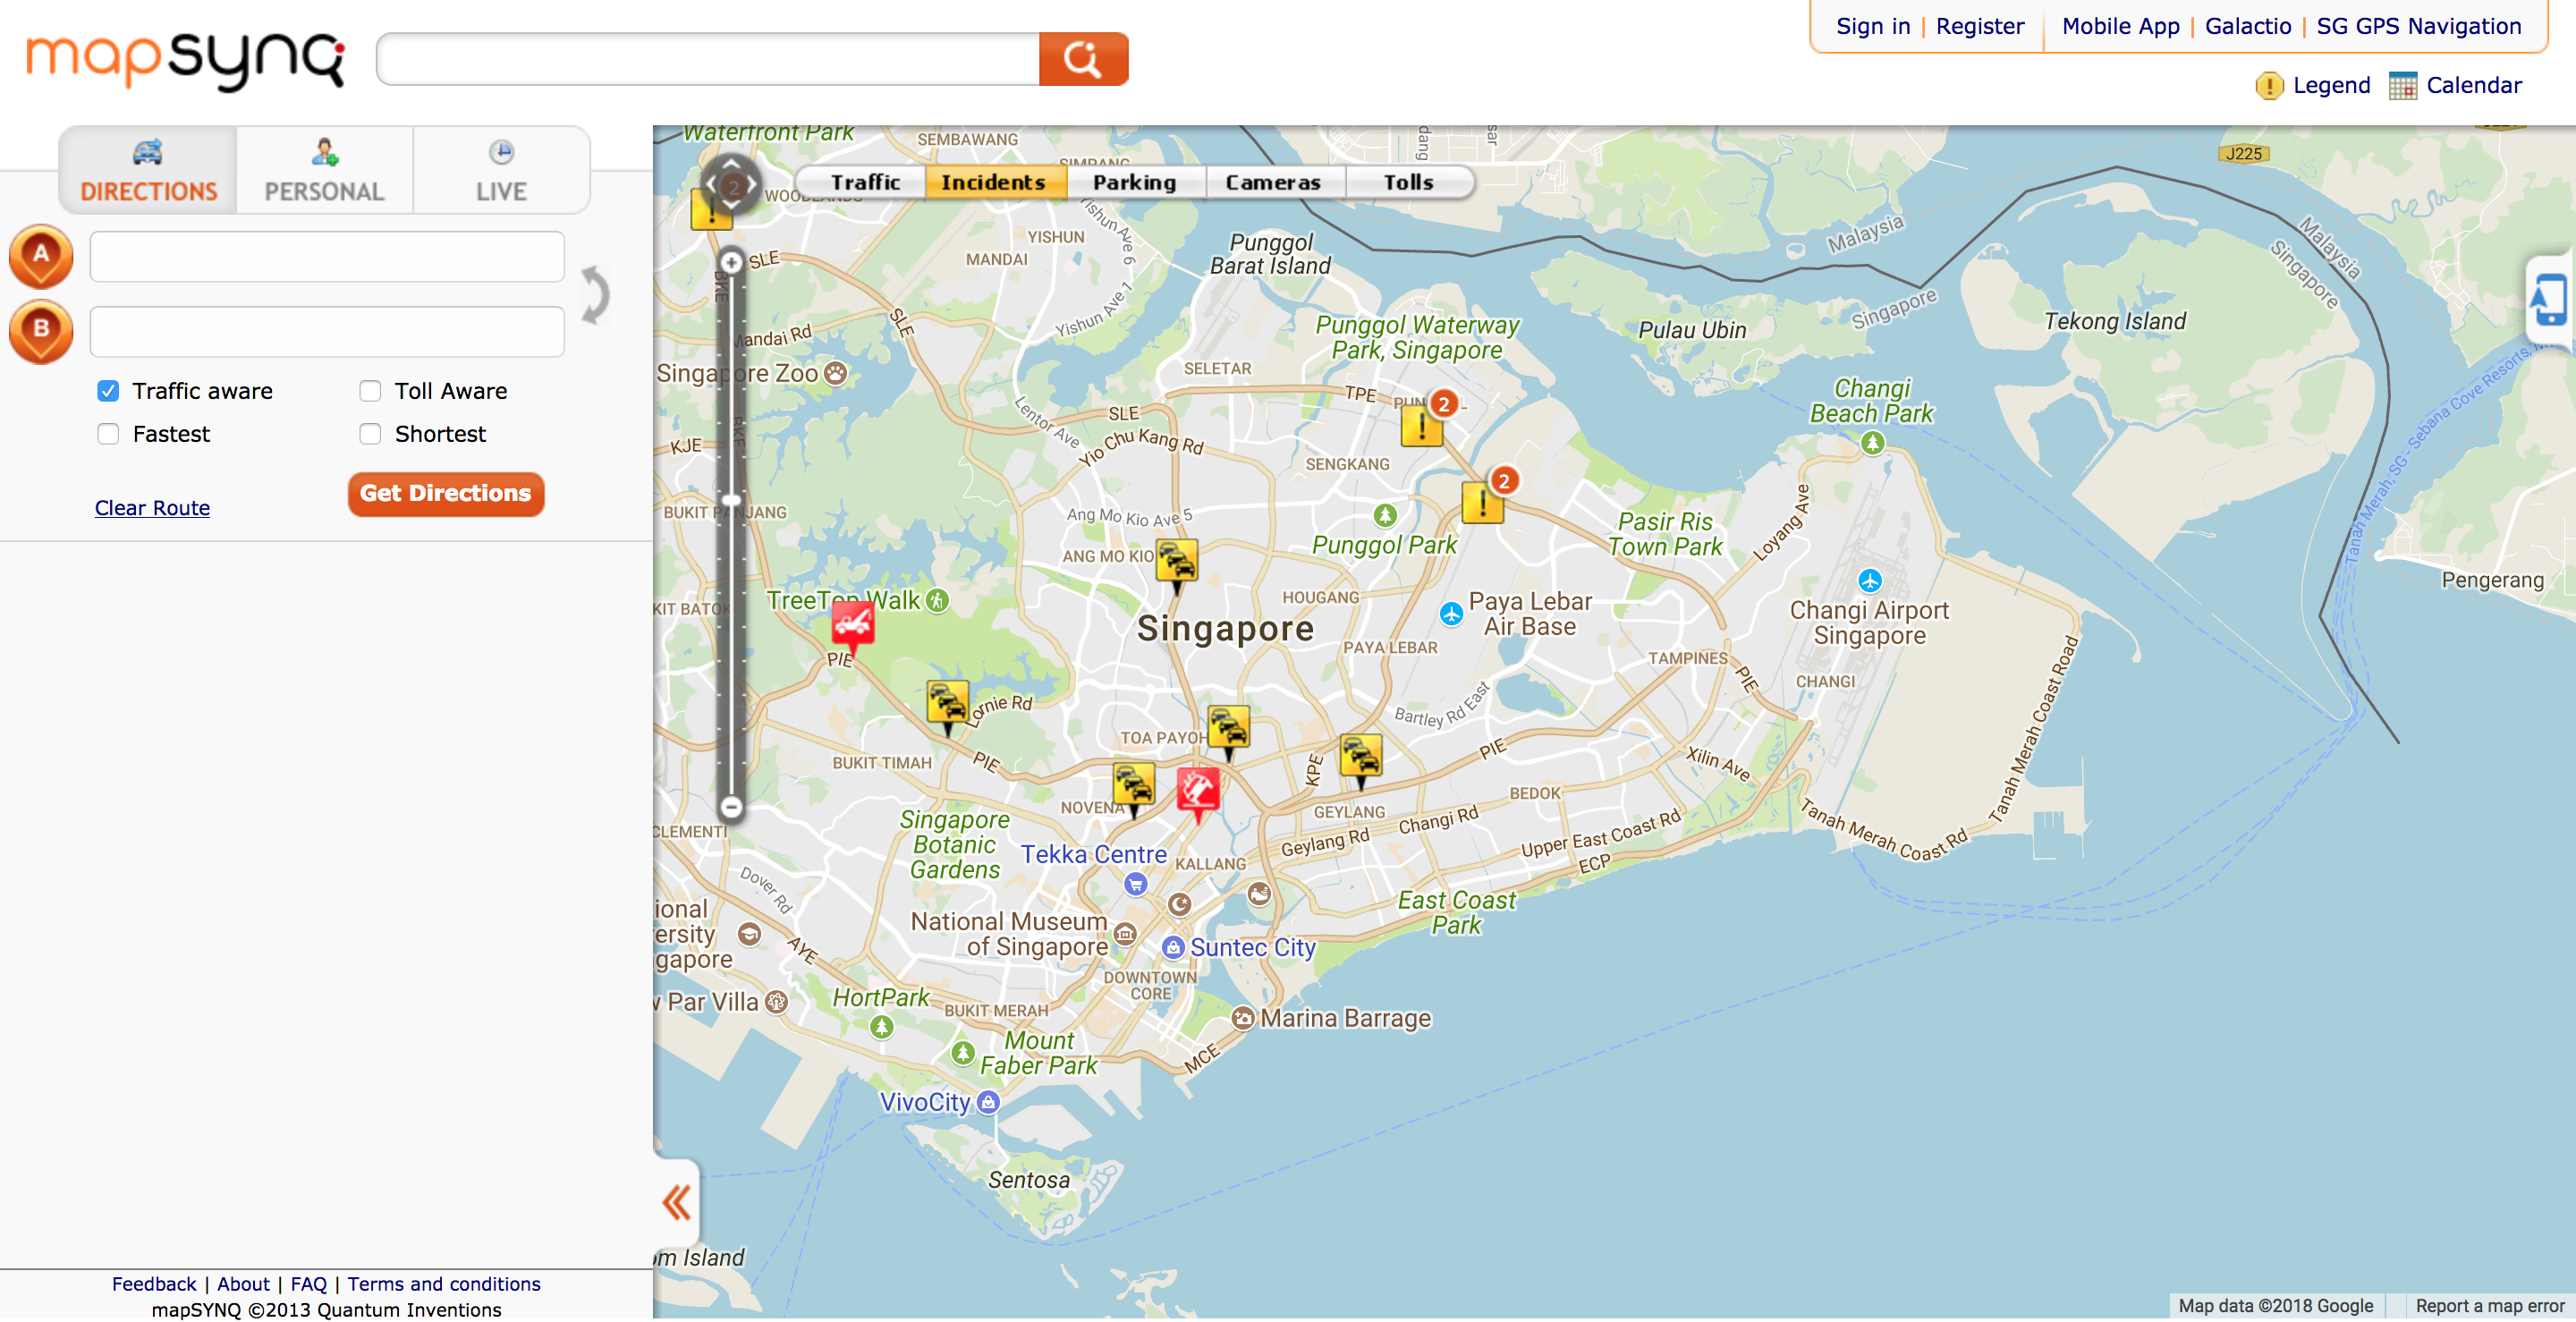 mapsynq
Sign in | Register
Mobile App | Galactio | SG GPS Navigation
Legend
Calendar
DIRECTIONS
PERSONAL
LIVE
A
B
Traffic aware
Toll Aware
Fastest
Shortest
Clear Route
Get Directions
Feedback | About | FAQ | Terms and conditions
mapSYNQ ©2013 Quantum Inventions
Traffic
Incidents
Parking
Cameras
Tolls
Waterfront Park
SEMBAWANG
SIMPANG
2
WOODLANDS
J225
YISHUN
Yishun Ave 6
MANDAI
SLE
BKE
Punggol
Barat Island
Malaysia
Malaysia
Singapore
Singapore
Yishun Ave 1
SLE
Mandai Rd
Punggol Waterway
Park, Singapore
Pulau Ubin
Tekong Island
Singapore Zoo
SELETAR
TPE
PUNGGOL
2
Changi
Beach Park
Lentor Ave
SLE
Yio Chu Kang Rd
KJE
BKE
SENGKANG
2
Tanah Merah, SG - Sebana Cove Resorts,
BUKIT PANJANG
Ang Mo Kio Ave 5
Punggol Park
Pasir Ris
Town Park
Loyang Ave
ANG MO KIO
Pengerang
KIT BATOK
TreeTop Walk
HOUGANG
Paya Lebar
Air Base
Changi Airport
Singapore
Singapore
PIE
PAYA LEBAR
TAMPINES
PIE
CHANGI
Lornie Rd
Bartley Rd East
Tanah Merah Coast Road
TOA PAYOH
BUKIT TIMAH
PIE
KPE
PIE
Xilin Ave
NOVENA
GEYLANG
BEDOK
CLEMENTI
Singapore
Botanic
Gardens
Geylang Rd
Changi Rd
Upper East Coast Rd
ECP
Tanah Merah Coast Rd
Tekka Centre
KALLANG
Dover Rd
ional
ersity
gapore
AYE
National Museum
of Singapore
Suntec City
East Coast
Park
DOWNTOWN
CORE
Par Villa
HortPark
BUKIT MERAH
Marina Barrage
Mount
Faber Park
MCE
VivoCity
Sentosa
om Island
Map data ©2018 Google
Report a map error